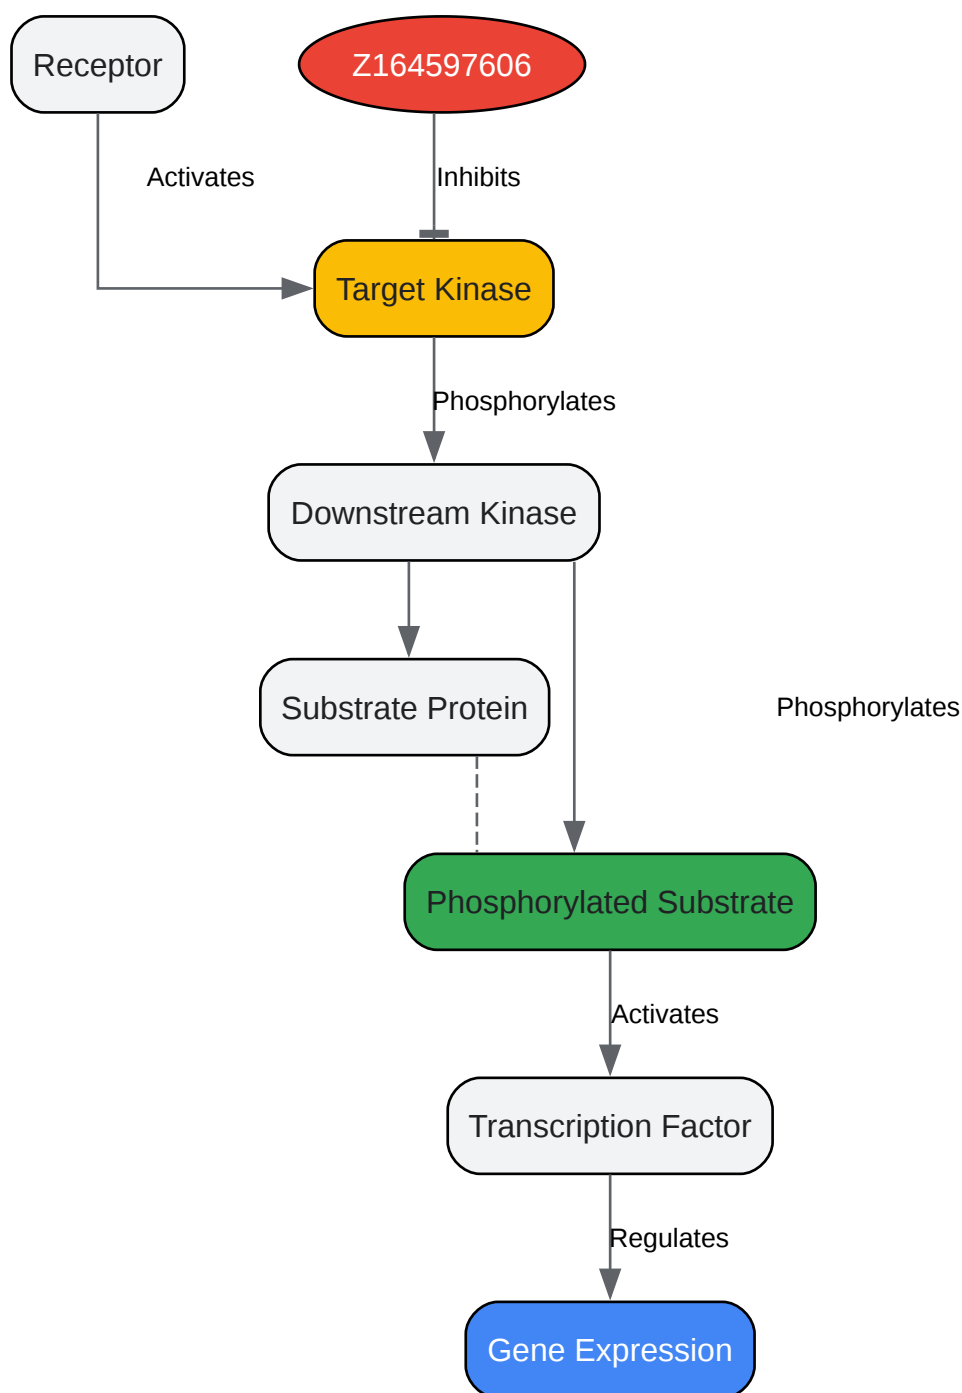 Receptor
Z164597606
Activates
Inhibits
Target Kinase
Phosphorylates
Downstream Kinase
Substrate Protein
Phosphorylates
Phosphorylated Substrate
Activates
Transcription Factor
Regulates
Gene Expression